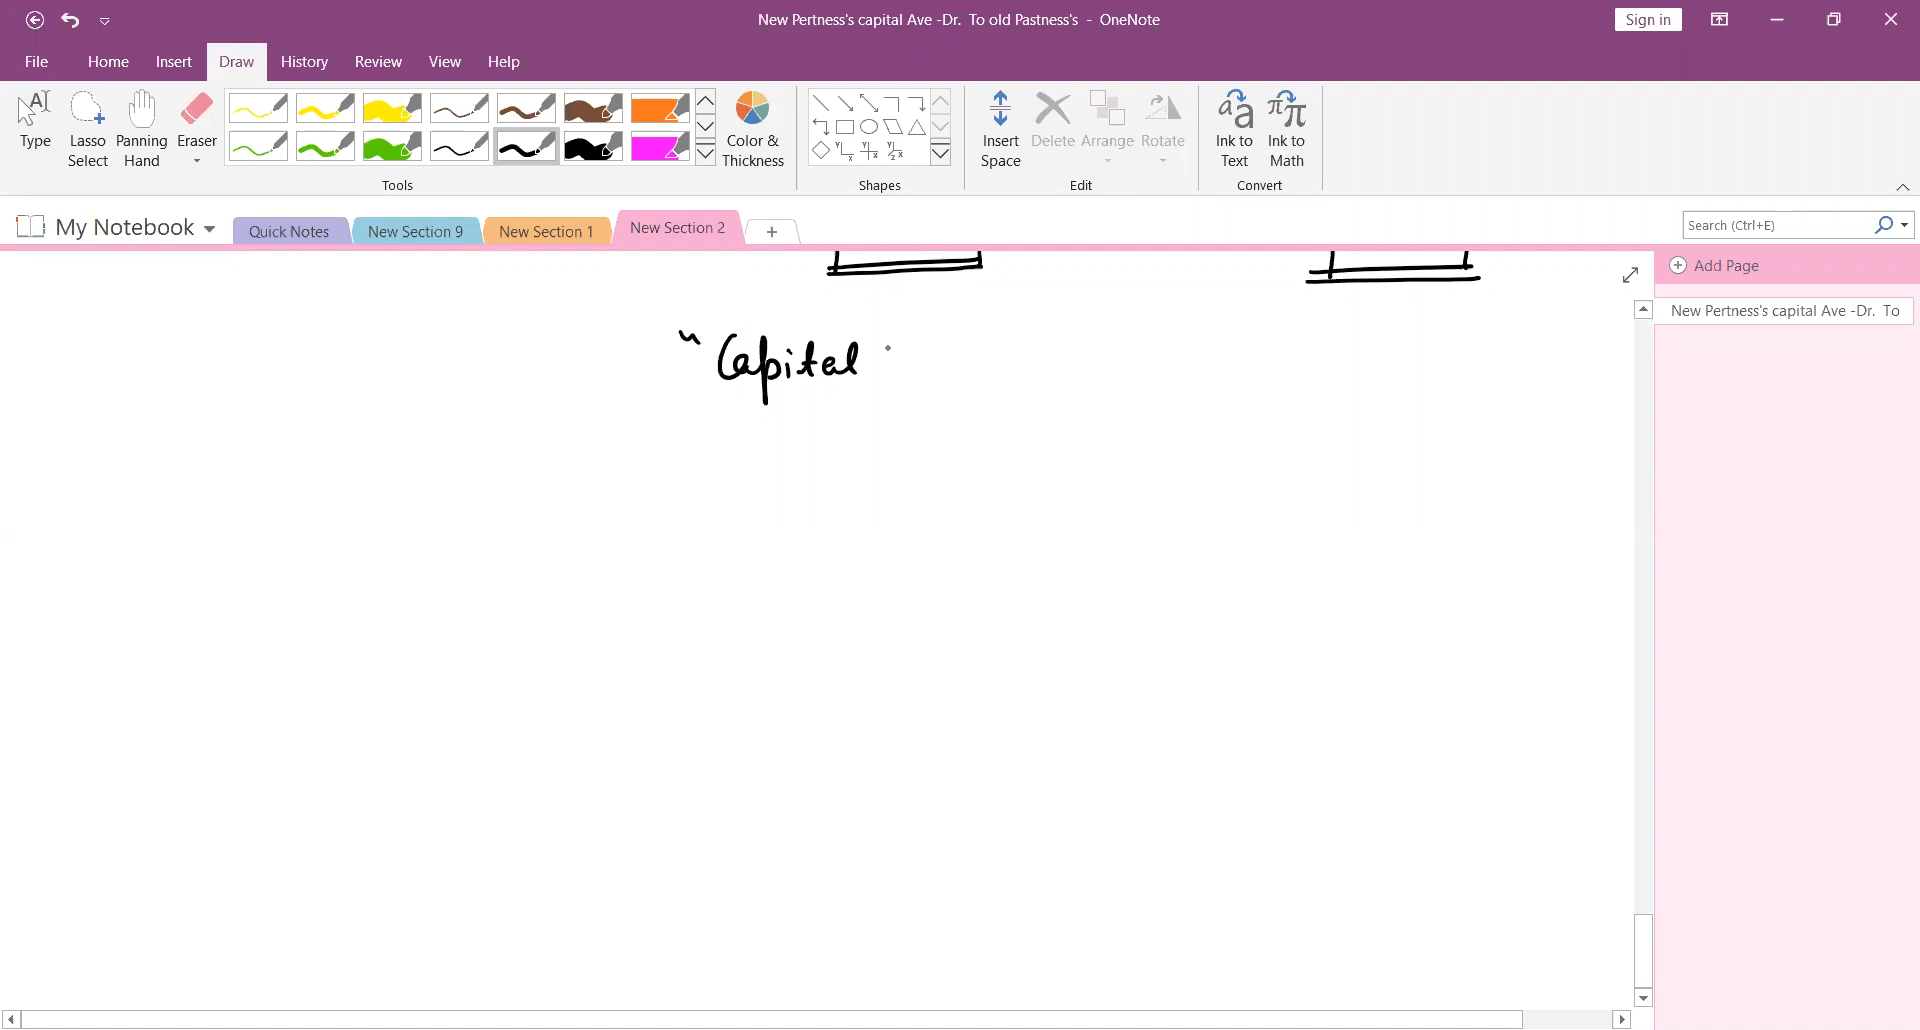 New Pertness's capital Ave -Dr.  To old Pastness's  -  OneNote
Sign in
File Home Insert Draw History Review View Help
Type
Lasso Select
Panning Hand
Eraser
Color & Thickness
Insert Space
Delete
Arrange
Rotate
Ink to Text
Ink to Math
Tools
Shapes
Edit
Convert
My Notebook
Quick Notes
New Section 9
New Section 1
New Section 2
Search (Ctrl+E)
Add Page
New Pertness's capital Ave -Dr.  To
" Capital